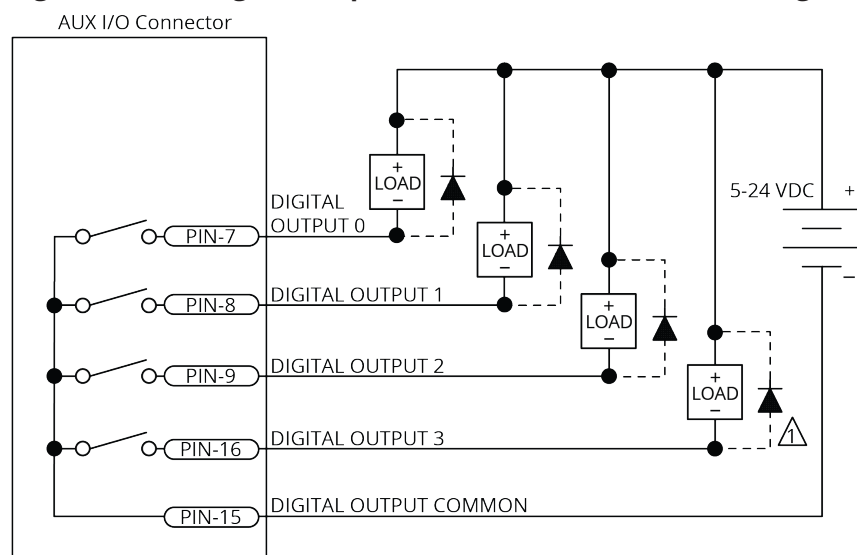 AUX I/O Connector
+
LOAD
−
5-24 VDC
+
−
DIGITAL
OUTPUT 0
PIN-7
+
LOAD
−
DIGITAL OUTPUT 1
PIN-8
+
LOAD
−
DIGITAL OUTPUT 2
PIN-9
+
LOAD
−
1
DIGITAL OUTPUT 3
PIN-16
DIGITAL OUTPUT COMMON
PIN-15